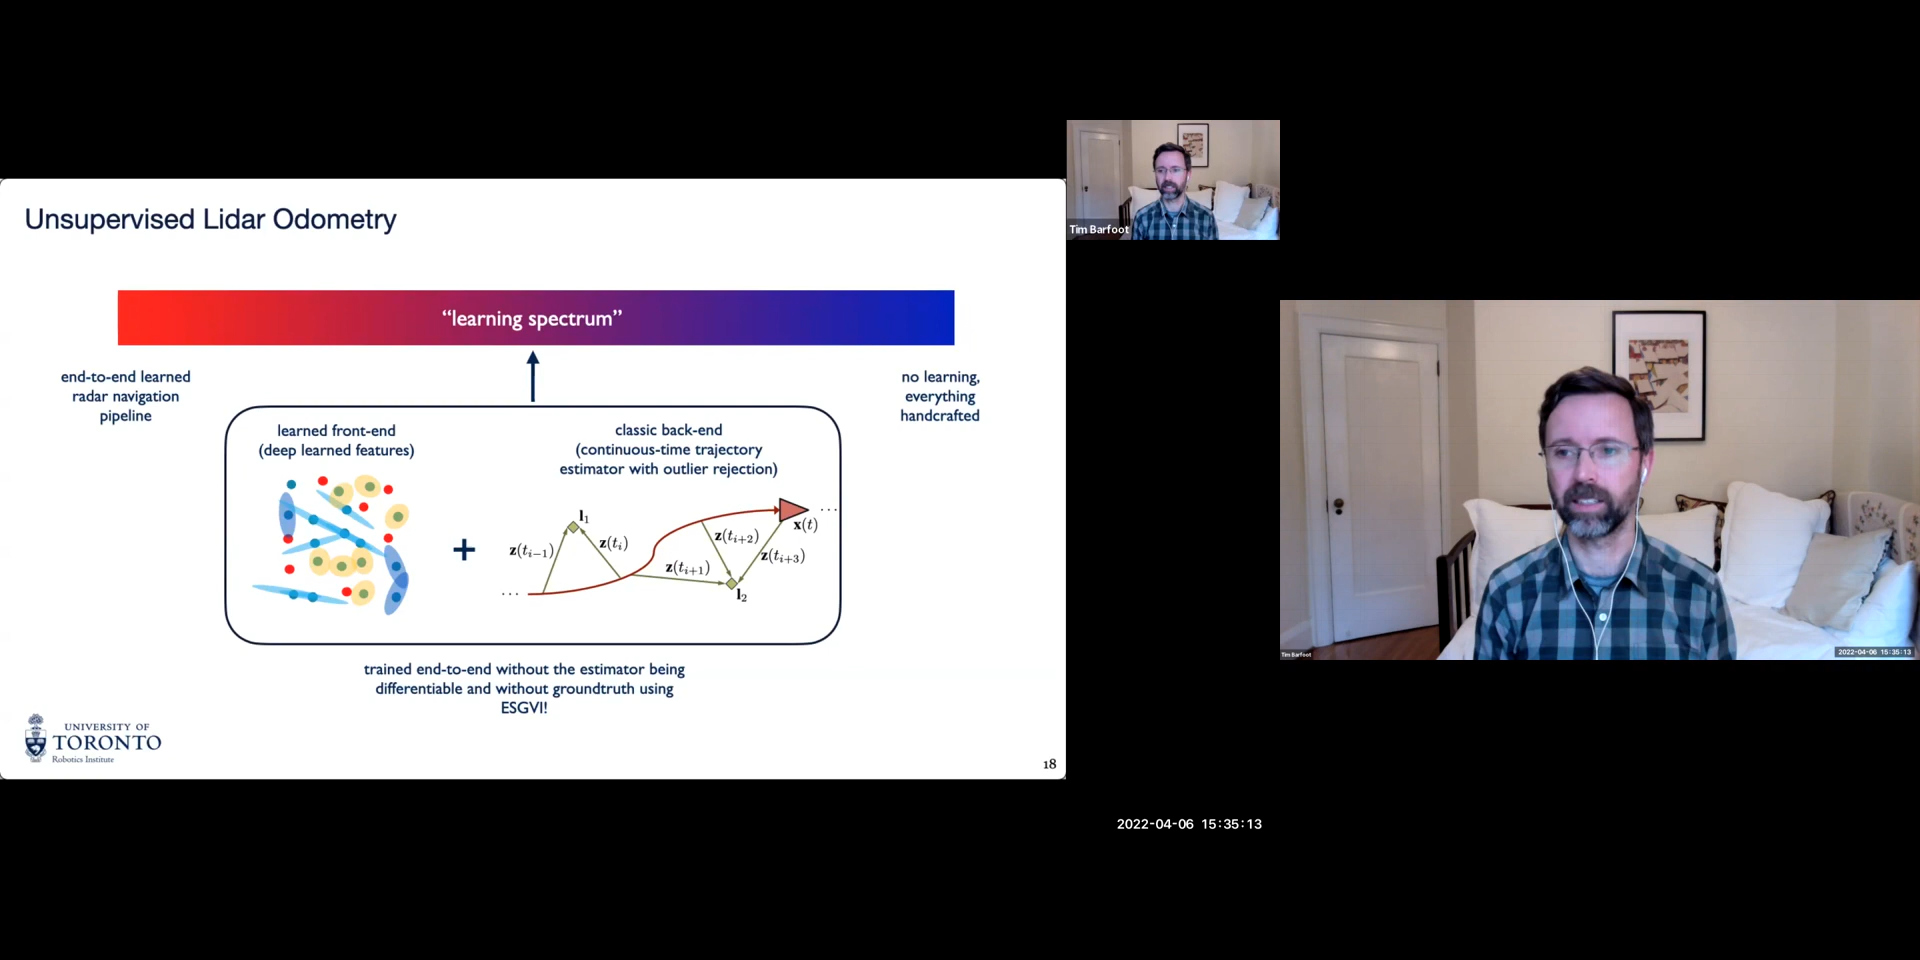 Unsupervised Lidar Odometry
“learning spectrum”
end-to-end learned
radar navigation
pipeline
no learning,
everything
handcrafted
learned front-end
(deep learned features)
classic back-end
(continuous-time trajectory
estimator with outlier rejection)
+
l₁
z(tᵢ₋₁)
z(tᵢ)
z(tᵢ₊₁)
z(tᵢ₊₂)
z(tᵢ₊₃)
x(t)
l₂
...
...
trained end-to-end without the estimator being
differentiable and without groundtruth using
ESGVI!
UNIVERSITY OF
TORONTO
Robotics Institute
18
Tim Barfoot
Tim Barfoot
2022-04-06 15:35:13
2022-04-06 15:35:13